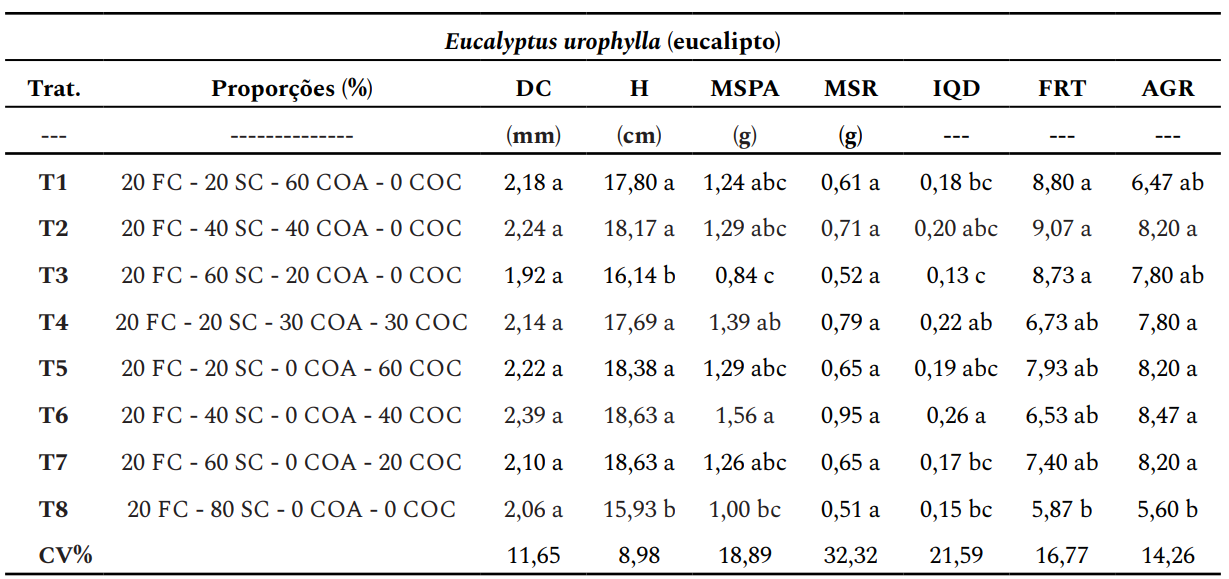 Eucalyptus urophylla (eucalipto)
Trat. Proporções (%) DC H MSPA MSR IQD FRT AGR
--- -------------- (mm) (cm) (g) (g) --- --- ---
T1 20 FC - 20 SC - 60 COA - 0 COC 2,18 a 17,80 a 1,24 abc 0,61 a 0,18 bc 8,80 a 6,47 ab
T2 20 FC - 40 SC - 40 COA - 0 COC 2,24 a 18,17 a 1,29 abc 0,71 a 0,20 abc 9,07 a 8,20 a
T3 20 FC - 60 SC - 20 COA - 0 COC 1,92 a 16,14 b 0,84 c 0,52 a 0,13 c 8,73 a 7,80 ab
T4 20 FC - 20 SC - 30 COA - 30 COC 2,14 a 17,69 a 1,39 ab 0,79 a 0,22 ab 6,73 ab 7,80 a
T5 20 FC - 20 SC - 0 COA - 60 COC 2,22 a 18,38 a 1,29 abc 0,65 a 0,19 abc 7,93 ab 8,20 a
T6 20 FC - 40 SC - 0 COA - 40 COC 2,39 a 18,63 a 1,56 a 0,95 a 0,26 a 6,53 ab 8,47 a
T7 20 FC - 60 SC - 0 COA - 20 COC 2,10 a 18,63 a 1,26 abc 0,65 a 0,17 bc 7,40 ab 8,20 a
T8 20 FC - 80 SC - 0 COA - 0 COC 2,06 a 15,93 b 1,00 bc 0,51 a 0,15 bc 5,87 b 5,60 b
CV% 11,65 8,98 18,89 32,32 21,59 16,77 14,26